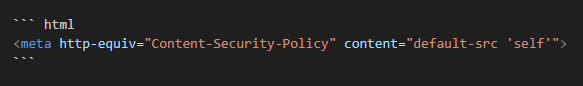 ``` html
<meta http-equiv="Content-Security-Policy" content="default-src 'self'">
```